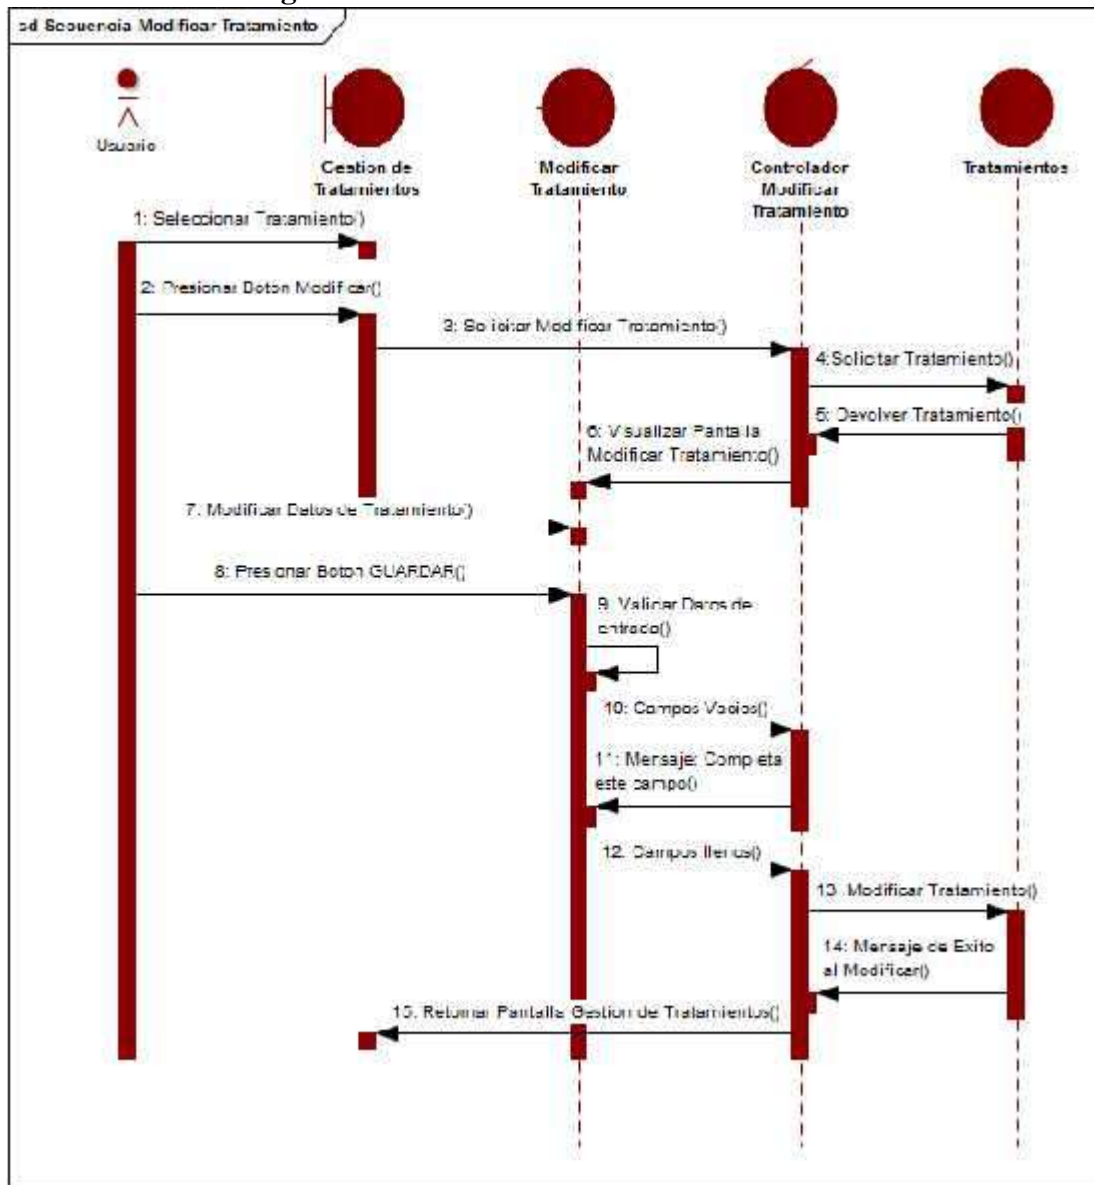 sd Secuencia Modificar Tratamiento
Usuario
Gestion de
Tratamientos
Modificar
Tratamiento
Controlador
Modificar
Tratamiento
Tratamientos
1: Seleccionar Tratamiento()
2: Presionar Boton Modificar()
3: Solicitar Modificar Tratamiento()
4:Solicitar Tratamiento()
5: Devolver Tratamiento()
6: Visualizar Pantalla
Modificar Tratamiento()
7: Modificar Datos de Tratamiento()
8: Presionar Boton GUARDAR()
9: Validar Datos de
entrada()
10: Campos Vacios()
11: Mensaje: Completa
este campo()
12: Campos llenos()
13: Modificar Tratamiento()
14: Mensaje de Exito
al Modificar()
15: Retornar Pantalla Gestion de Tratamientos()